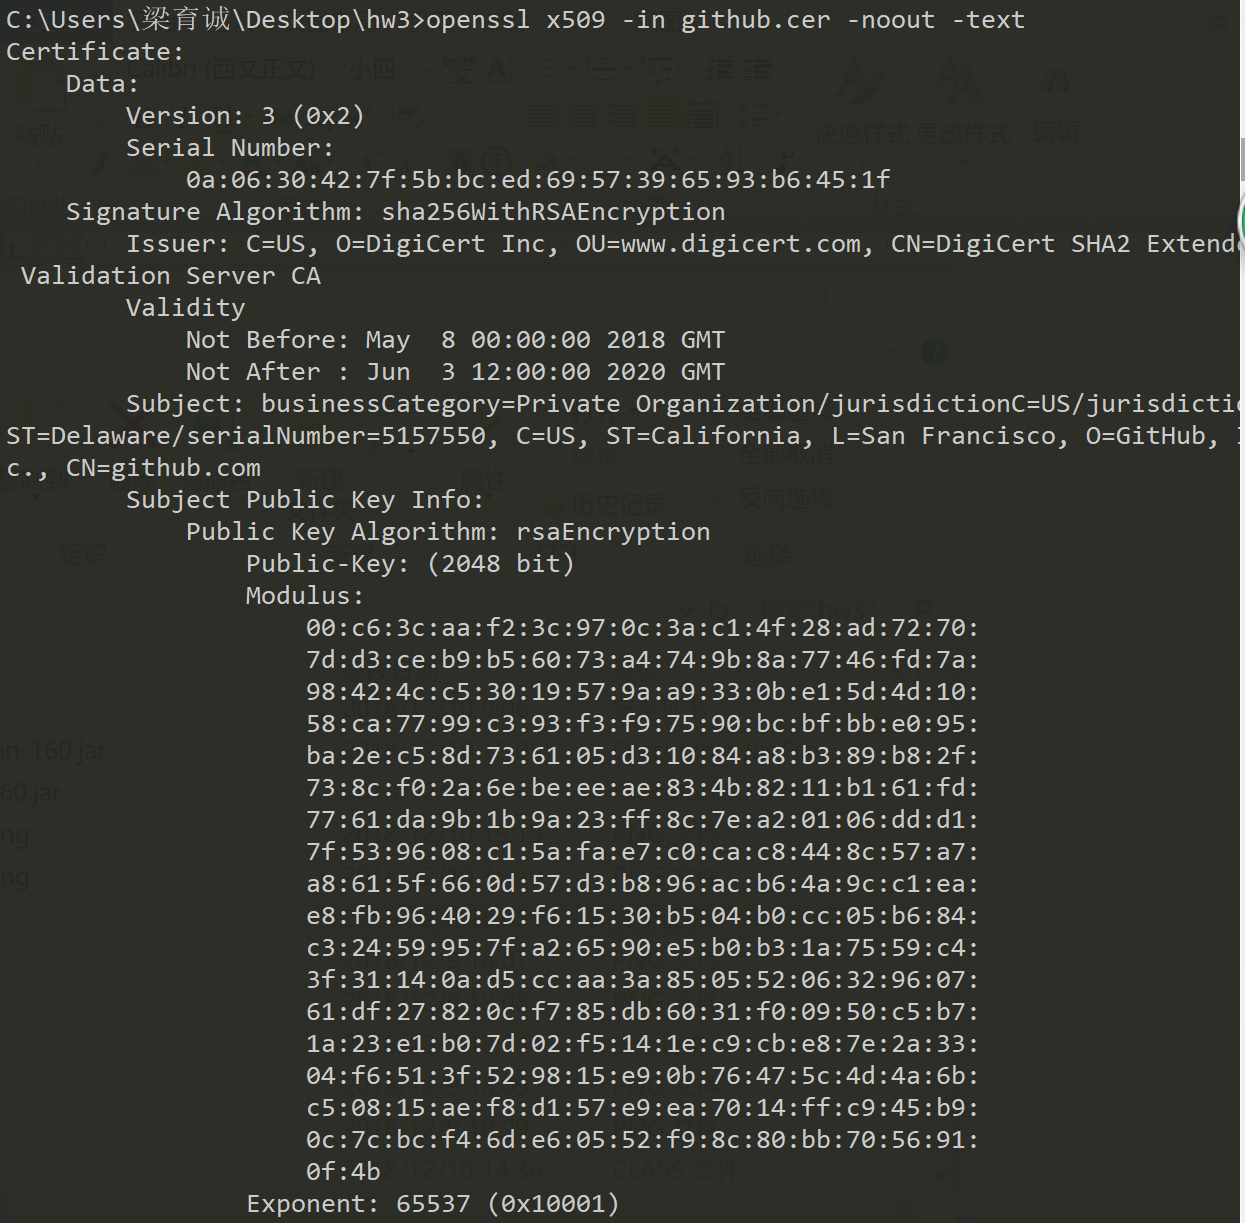 C:\Users\梁育诚\Desktop\hw3>openssl x509 -in github.cer -noout -text
Certificate:
    Data:
        Version: 3 (0x2)
        Serial Number:
            0a:06:30:42:7f:5b:bc:ed:69:57:39:65:93:b6:45:1f
    Signature Algorithm: sha256WithRSAEncryption
        Issuer: C=US, O=DigiCert Inc, OU=www.digicert.com, CN=DigiCert SHA2 Extende
 Validation Server CA
        Validity
            Not Before: May  8 00:00:00 2018 GMT
            Not After : Jun  3 12:00:00 2020 GMT
        Subject: businessCategory=Private Organization/jurisdictionC=US/jurisdictio
ST=Delaware/serialNumber=5157550, C=US, ST=California, L=San Francisco, O=GitHub, I
c., CN=github.com
        Subject Public Key Info:
            Public Key Algorithm: rsaEncryption
                Public-Key: (2048 bit)
                Modulus:
                    00:c6:3c:aa:f2:3c:97:0c:3a:c1:4f:28:ad:72:70:
                    7d:d3:ce:b9:b5:60:73:a4:74:9b:8a:77:46:fd:7a:
                    98:42:4c:c5:30:19:57:9a:a9:33:0b:e1:5d:4d:10:
                    58:ca:77:99:c3:93:f3:f9:75:90:bc:bf:bb:e0:95:
                    ba:2e:c5:8d:73:61:05:d3:10:84:a8:b3:89:b8:2f:
                    73:8c:f0:2a:6e:be:ee:ae:83:4b:82:11:b1:61:fd:
                    77:61:da:9b:1b:9a:23:ff:8c:7e:a2:01:06:dd:d1:
                    7f:53:96:08:c1:5a:fa:e7:c0:ca:c8:44:8c:57:a7:
                    a8:61:5f:66:0d:57:d3:b8:96:ac:b6:4a:9c:c1:ea:
                    e8:fb:96:40:29:f6:15:30:b5:04:b0:cc:05:b6:84:
                    c3:24:59:95:7f:a2:65:90:e5:b0:b3:1a:75:59:c4:
                    3f:31:14:0a:d5:cc:aa:3a:85:05:52:06:32:96:07:
                    61:df:27:82:0c:f7:85:db:60:31:f0:09:50:c5:b7:
                    1a:23:e1:b0:7d:02:f5:14:1e:c9:cb:e8:7e:2a:33:
                    04:f6:51:3f:52:98:15:e9:0b:76:47:5c:4d:4a:6b:
                    c5:08:15:ae:f8:d1:57:e9:ea:70:14:ff:c9:45:b9:
                    0c:7c:bc:f4:6d:e6:05:52:f9:8c:80:bb:70:56:91:
                    0f:4b
                Exponent: 65537 (0x10001)